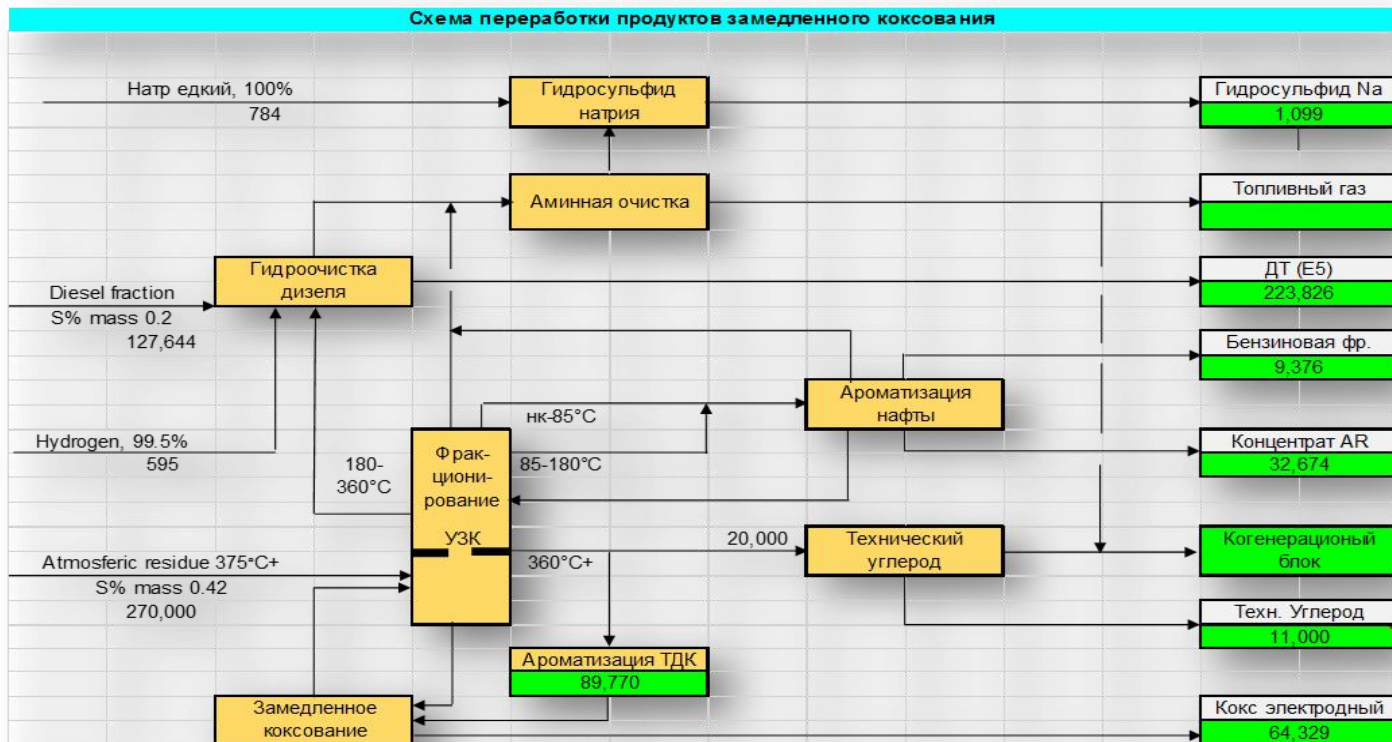 Схема переработки продуктов замедленного коксования
Натр едкий, 100%
784
Гидросульфид
натрия
Гидросульфид Na
1,099
Аминная очистка
Топливный газ
Гидроочистка
дизеля
ДТ (E5)
223,826
Diesel fraction
S% mass 0.2
127,644
Бензиновая фр.
9,376
Ароматизация
нафты
нк-85°C
Hydrogen, 99.5%
595
180-
360°C
Фрак-
циони-
рование
УЗК
85-180°C
Концентрат AR
32,674
20,000
Технический
углерод
Когенерационый
блок
Atmosferic residue 375°C+
S% mass 0.42
270,000
360°C+
Техн. Углерод
11,000
Ароматизация ТДК
89,770
Замедленное
коксование
Кокс электродный
64,329